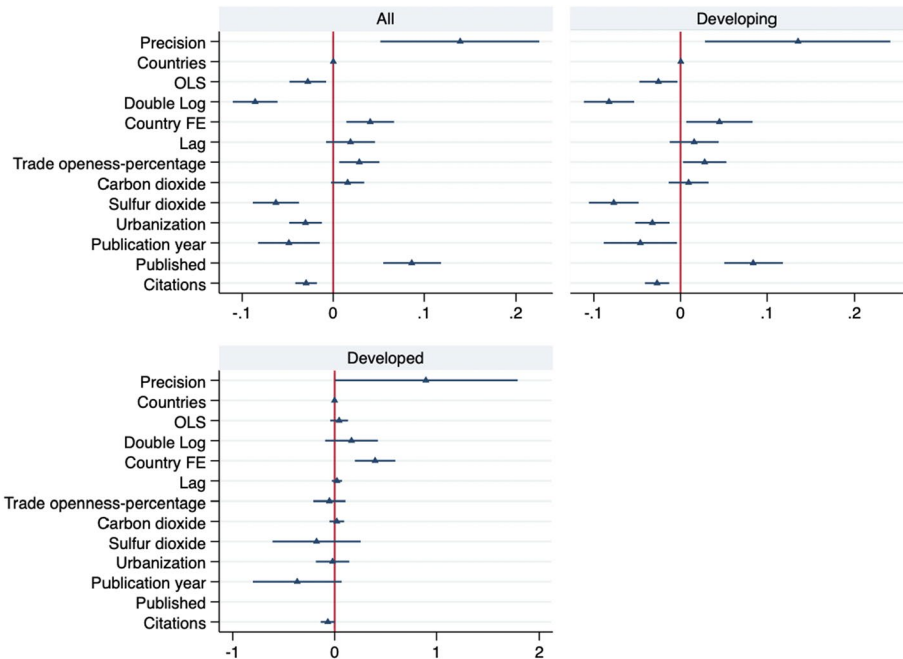 All
Precision
Countries
OLS
Double Log
Country FE
Lag
Trade openess-percentage
Carbon dioxide
Sulfur dioxide
Urbanization
Publication year
Published
Citations
-.1 0 .1 .2
Developing
-.1 0 .1 .2
Developed
Precision
Countries
OLS
Double Log
Country FE
Lag
Trade openness-percentage
Carbon dioxide
Sulfur dioxide
Urbanization
Publication year
Published
Citations
-1 0 1 2